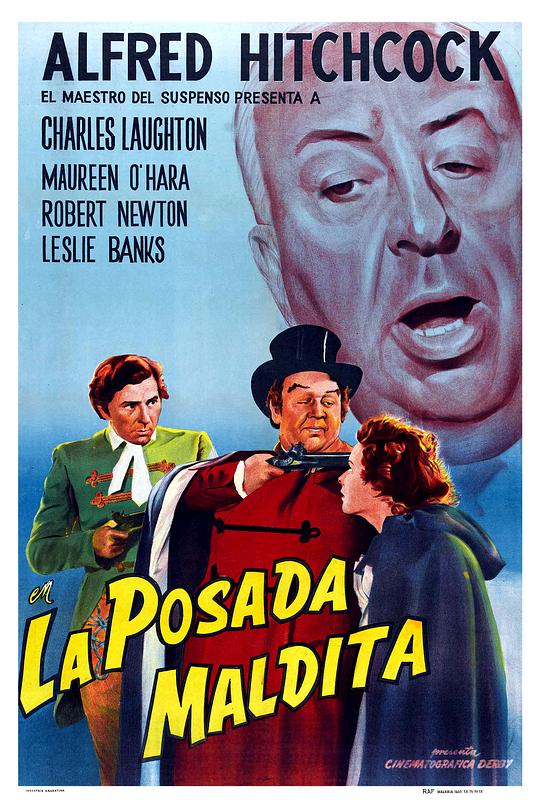 ALFRED HITCHCOCK
EL MAESTRO DEL SUSPENSO PRESENTA A
CHARLES LAUGHTON
MAUREEN O'HARA
ROBERT NEWTON
LESLIE BANKS
en
LA POSADA
MALDITA
presenta
CINEMATOGRAFICA DERBY
INDUSTRIA ARGENTINA
RAF